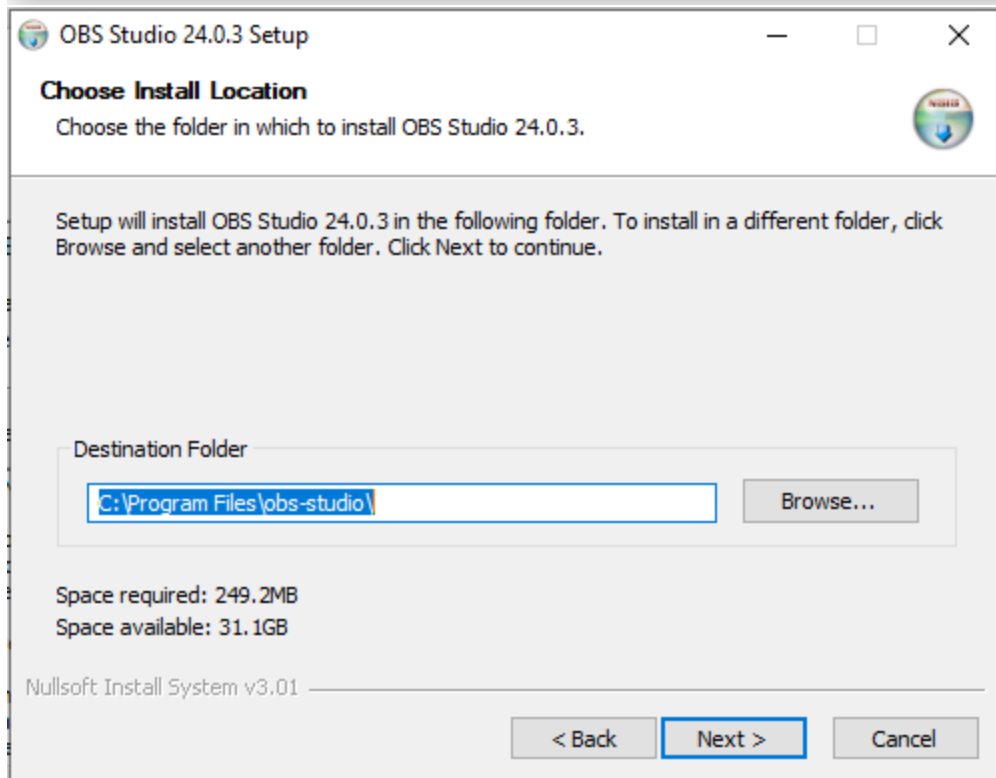 OBS Studio 24.0.3 Setup
Choose Install Location
Choose the folder in which to install OBS Studio 24.0.3.
Setup will install OBS Studio 24.0.3 in the following folder. To install in a different folder, click
Browse and select another folder. Click Next to continue.
Destination Folder
C:\Program Files\obs-studio\
Browse...
Space required: 249.2MB
Space available: 31.1GB
Nullsoft Install System v3.01
< Back
Next >
Cancel